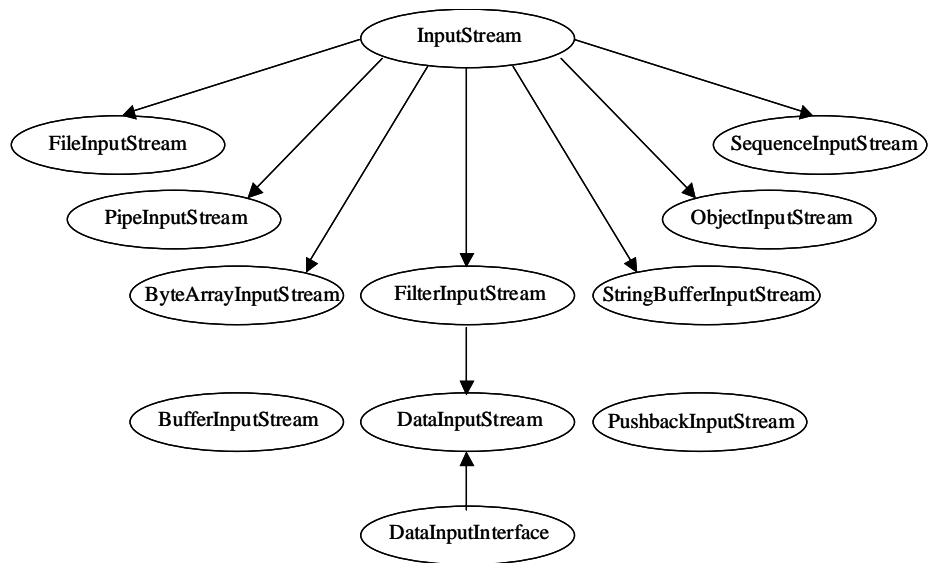 InputStream
FileInputStream
SequenceInputStream
PipeInputStream
ObjectInputStream
ByteArrayInputStream
FilterInputStream
StringBufferInputStream
BufferInputStream
DataInputStream
PushbackInputStream
DataInputInterface